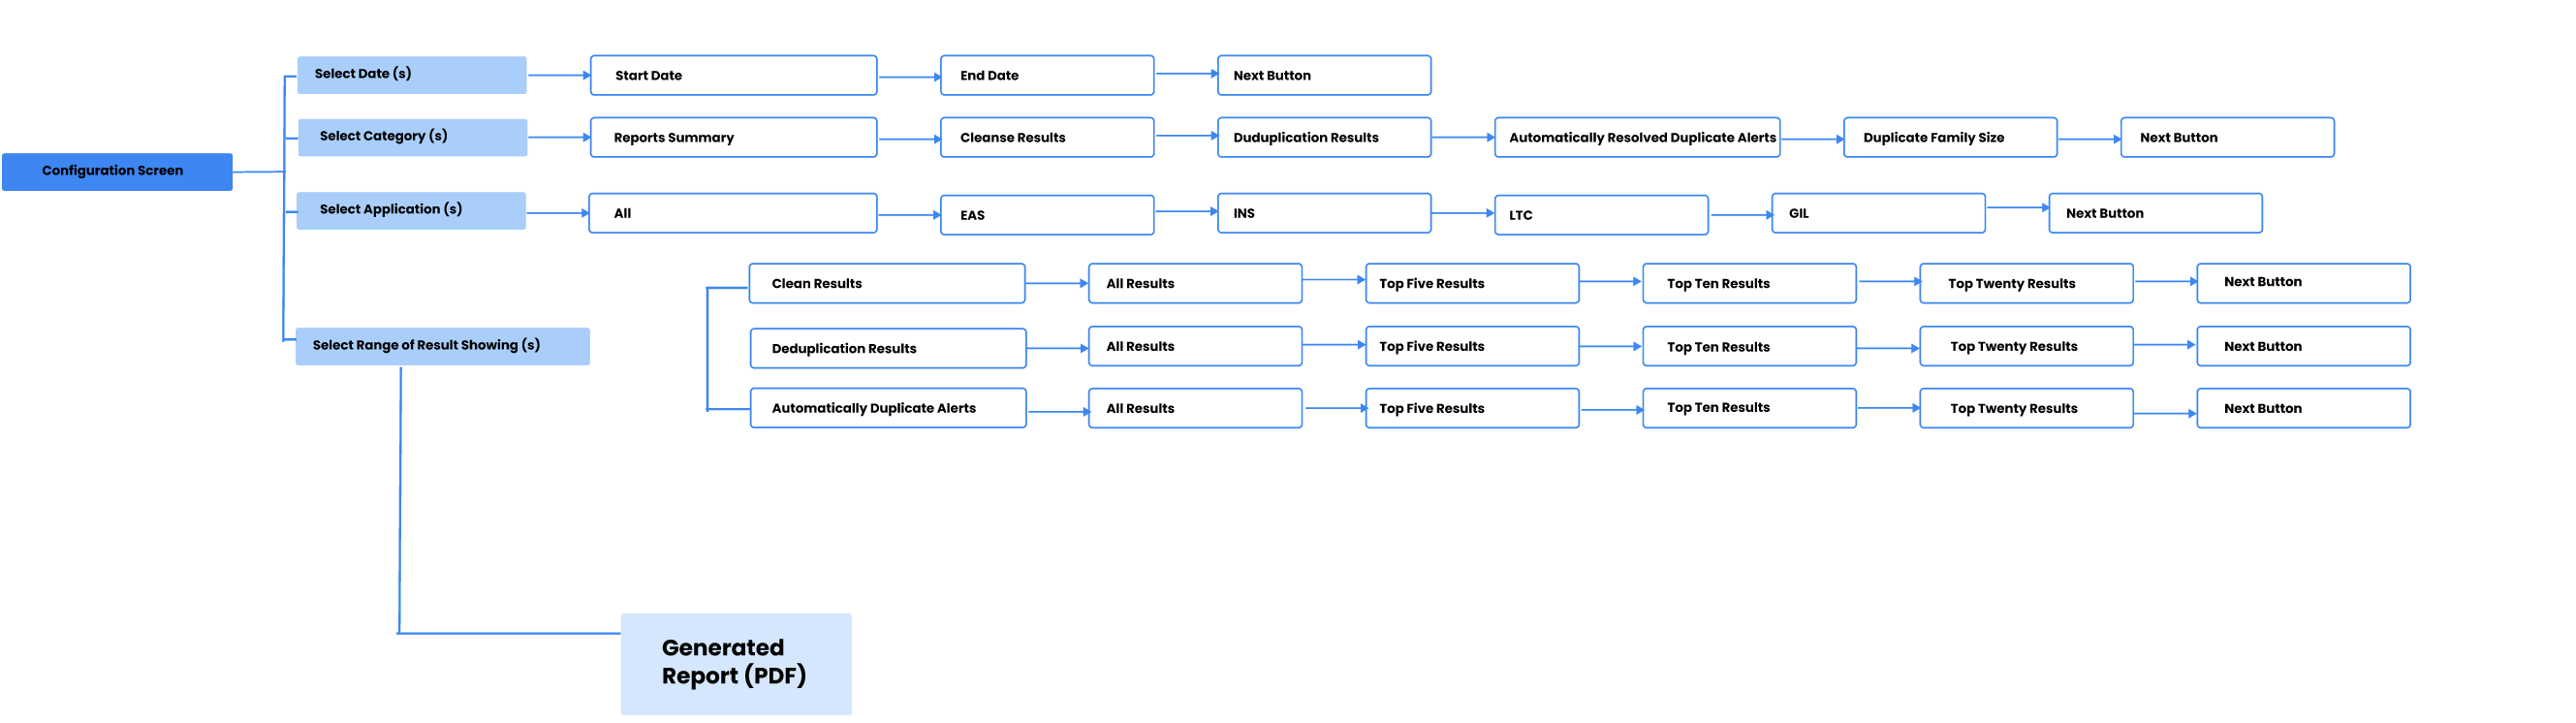 Select Date (s)
Start Date
End Date
Next Button
Select Category (s)
Reports Summary
Cleanse Results
Duduplication Results
Automatically Resolved Duplicate Alerts
Duplicate Family Size
Next Button
Configuration Screen
Select Application (s)
All
EAS
INS
LTC
GIL
Next Button
Clean Results
All Results
Top Five Results
Top Ten Results
Top Twenty Results
Next Button
Select Range of Result Showing (s)
Deduplication Results
All Results
Top Five Results
Top Ten Results
Top Twenty Results
Next Button
Automatically Duplicate Alerts
All Results
Top Five Results
Top Ten Results
Top Twenty Results
Next Button
Generated
Report (PDF)